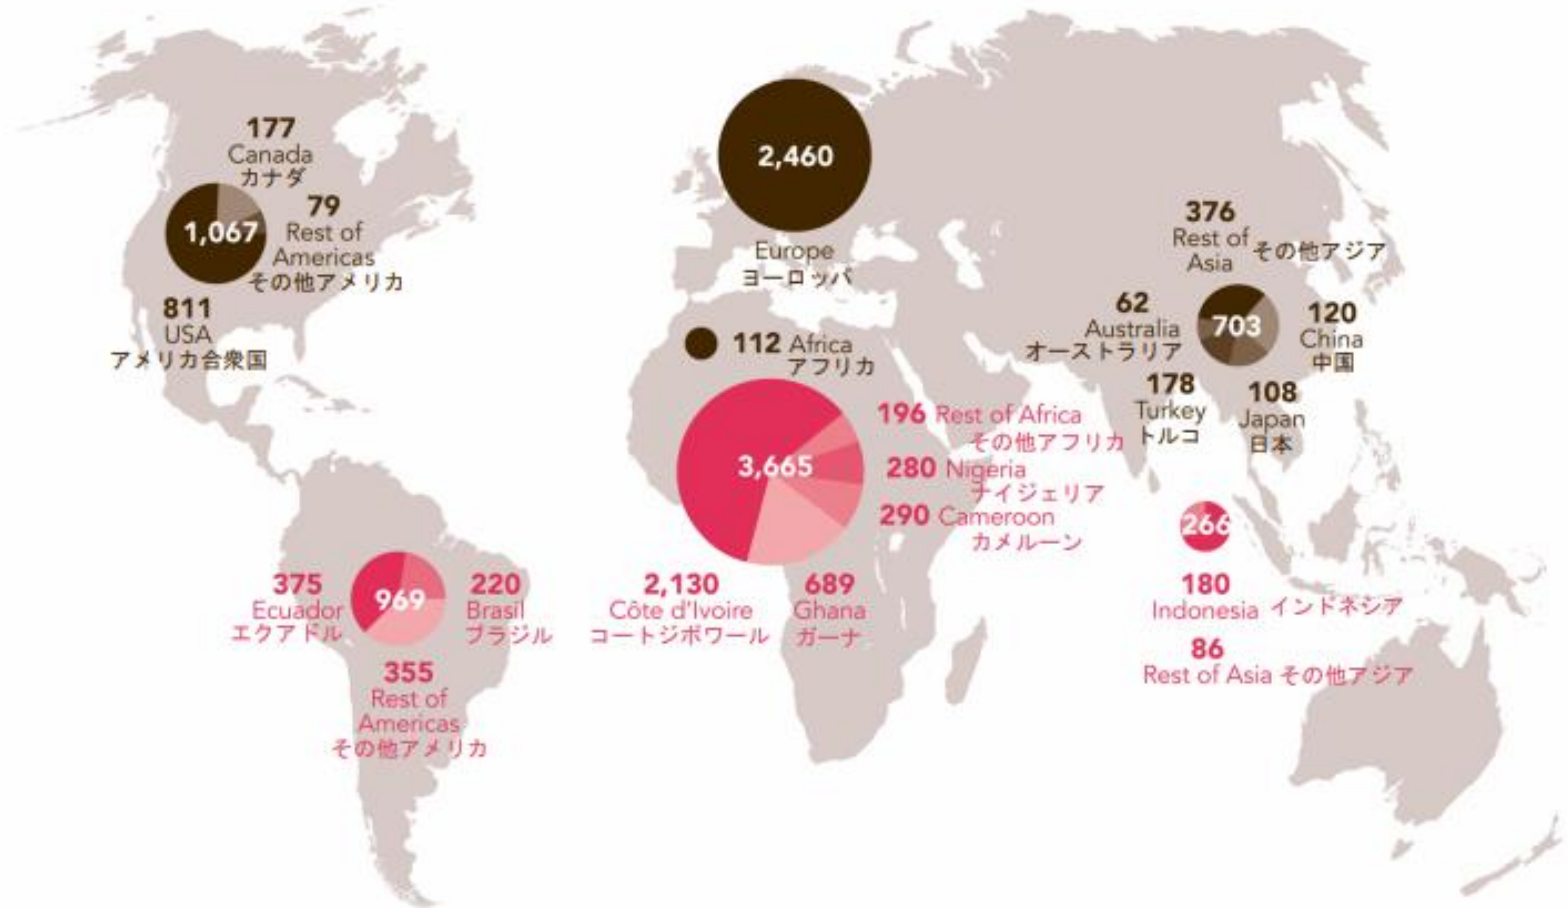 177
Canada
カナダ
1,067
79
Rest of
Americas
その他アメリカ
811
USA
アメリカ合衆国
2,460
Europe
ヨーロッパ
376
Rest of その他アジア
Asia
62
Australia
オーストラリア
703
120
China
中国
178
Turkey
トルコ
108
Japan
日本
112 Africa
アフリカ
3,665
196 Rest of Africa
その他アフリカ
280 Nigeria
ナイジェリア
290 Cameroon
カメルーン
2,130
Côte d'Ivoire
コートジボワール
689
Ghana
ガーナ
375
Ecuador
エクアドル
969
220
Brasil
ブラジル
355
Rest of
Americas
その他アメリカ
266
180
Indonesia インドネシア
86
Rest of Asia その他アジア